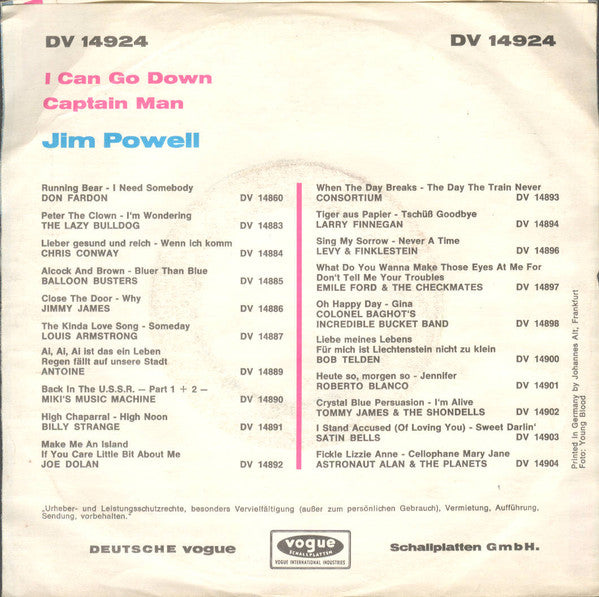 DV 14924
DV 14924
I Can Go Down
Captain Man
Jim Powell
Running Bear - I Need Somebody
DON FARDON DV 14860
Peter The Clown - I'm Wondering
THE LAZY BULLDOG DV 14883
Lieber gesund und reich - Wenn ich komm
CHRIS CONWAY DV 14884
Alcock And Brown - Bluer Than Blue
BALLOON BUSTERS DV 14885
Close The Door - Why
JIMMY JAMES DV 14886
The Kinda Love Song - Someday
LOUIS ARMSTRONG DV 14887
Ai, Ai, Ai ist das ein Leben
Regen fällt auf unsere Stadt
ANTOINE DV 14889
Back In The U.S.S.R. — Part 1 + 2 —
MIKI'S MUSIC MACHINE DV 14890
High Chaparral - High Noon
BILLY STRANGE DV 14891
Make Me An Island
If You Care Little Bit About Me
JOE DOLAN DV 14892
When The Day Breaks - The Day The Train Never
CONSORTIUM DV 14893
Tiger aus Papier - Tschüß Goodbye
LARRY FINNEGAN DV 14894
Sing My Sorrow - Never A Time
LEVY & FINKLESTEIN DV 14896
What Do You Wanna Make Those Eyes At Me For
Don't Tell Me Your Troubles
EMILE FORD & THE CHECKMATES DV 14897
Oh Happy Day - Gina
COLONEL BAGHOT'S
INCREDIBLE BUCKET BAND DV 14898
Liebe meines Lebens
Für mich ist Liechtenstein nicht zu klein
BOB TELDEN DV 14900
Heute so, morgen so - Jennifer
ROBERTO BLANCO DV 14901
Crystal Blue Persuasion - I'm Alive
TOMMY JAMES & THE SHONDELLS DV 14902
I Stand Accused (Of Loving You) - Sweet Darlin'
SATIN BELLS DV 14903
Fickle Lizzie Anne - Cellophane Mary Jane
ASTRONAUT ALAN & THE PLANETS DV 14904
Printed in Germany by Johannes Alt, Frankfurt
Foto: Young Blood
„Urheber- und Leistungsschutzrechte, besonders Vervielfältigung (außer zum persönlichen Gebrauch), Vermietung, Aufführung,
Sendung, vorbehalten."
DEUTSCHE vogue
vogue
SCHALLPLATTEN
VOGUE INTERNATIONAL INDUSTRIES
Schallplatten GmbH.